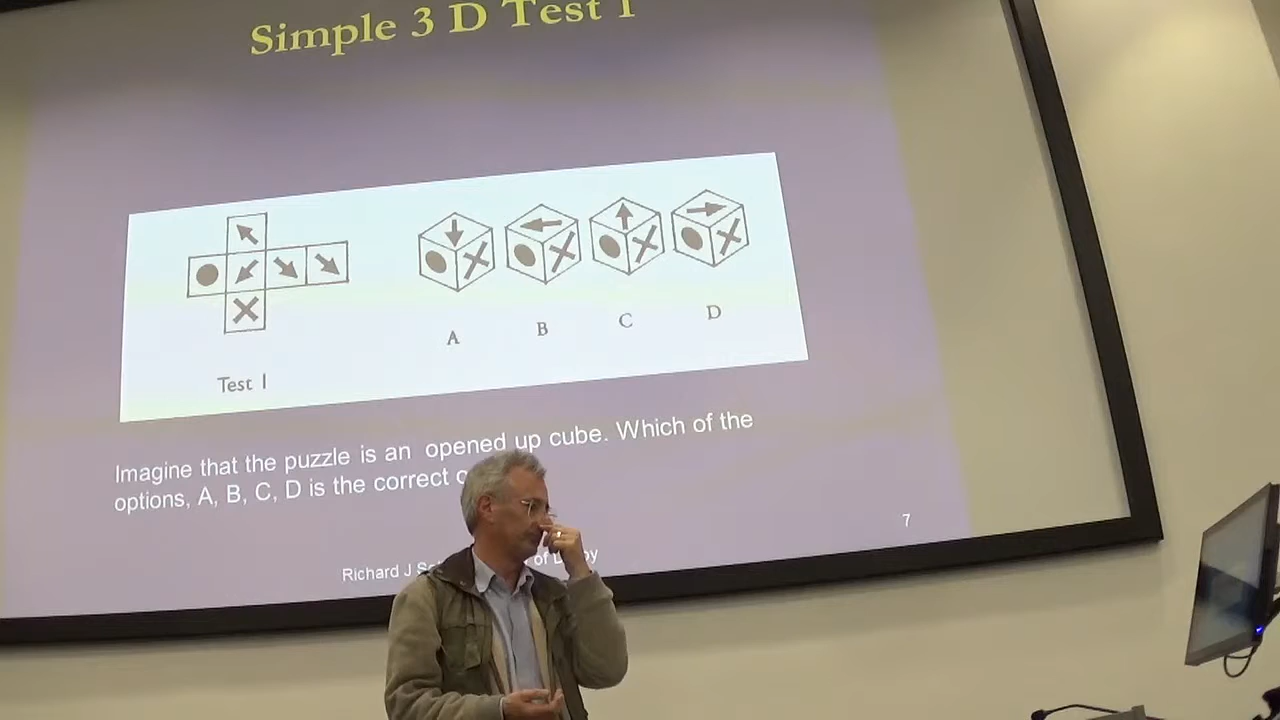 Simple 3 D Test 1
A B C D
Test 1
Imagine that the puzzle is an opened up cube. Which of the
options, A, B, C, D is the correct
Richard J of
7